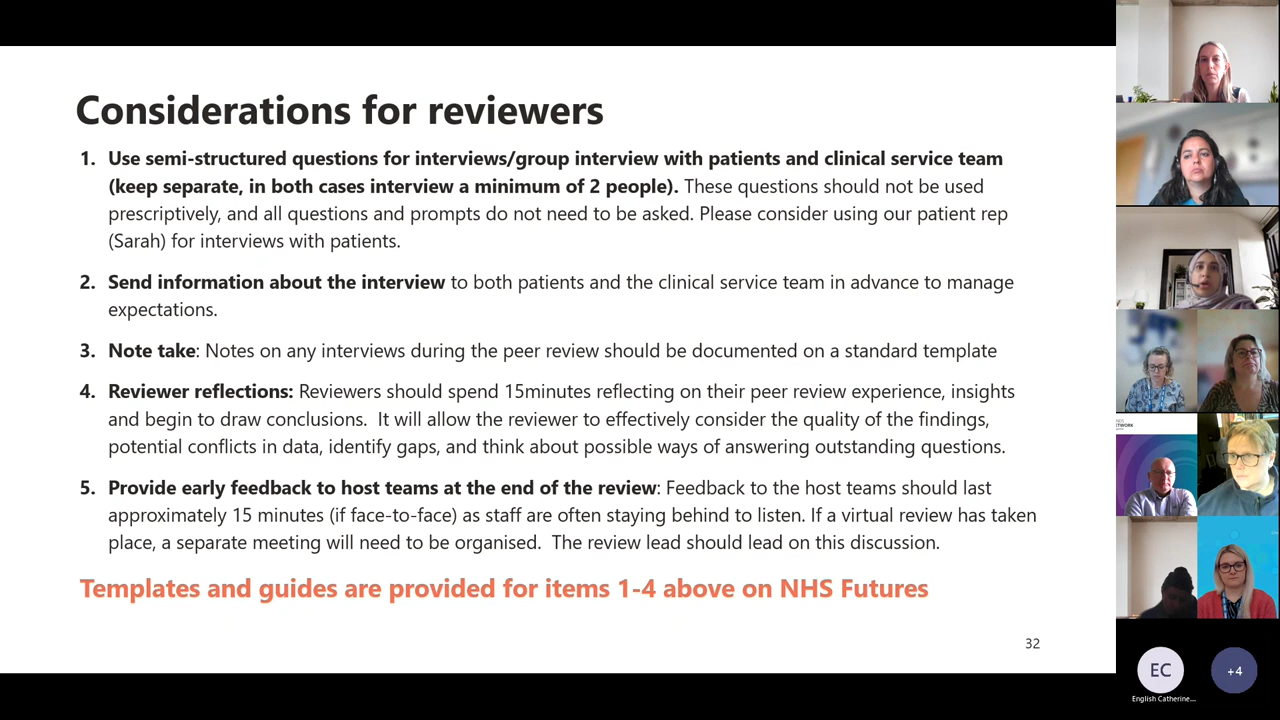 Considerations for reviewers
1. Use semi-structured questions for interviews/group interview with patients and clinical service team
(keep separate, in both cases interview a minimum of 2 people). These questions should not be used
prescriptively, and all questions and prompts do not need to be asked. Please consider using our patient rep
(Sarah) for interviews with patients.
2. Send information about the interview to both patients and the clinical service team in advance to manage
expectations.
3. Note take: Notes on any interviews during the peer review should be documented on a standard template
4. Reviewer reflections: Reviewers should spend 15minutes reflecting on their peer review experience, insights
and begin to draw conclusions.  It will allow the reviewer to effectively consider the quality of the findings,
potential conflicts in data, identify gaps, and think about possible ways of answering outstanding questions.
5. Provide early feedback to host teams at the end of the review: Feedback to the host teams should last
approximately 15 minutes (if face-to-face) as staff are often staying behind to listen. If a virtual review has taken
place, a separate meeting will need to be organised.  The review lead should lead on this discussion.
Templates and guides are provided for items 1-4 above on NHS Futures
32
EC
+4
English Catherine...